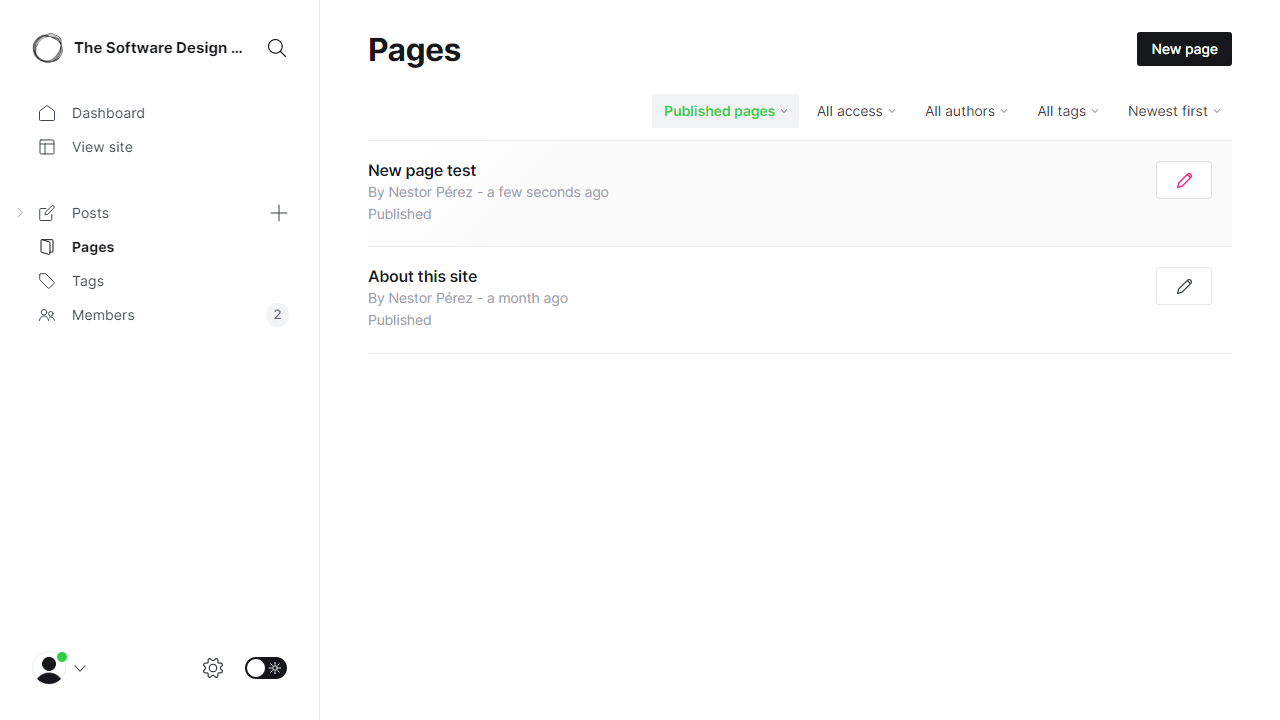 The Software Design ...
Dashboard
View site
Posts
Pages
Tags
Members 2
Pages
New page
Published pages All access All authors All tags Newest first
New page test
By Nestor Pérez - a few seconds ago
Published
About this site
By Nestor Pérez - a month ago
Published